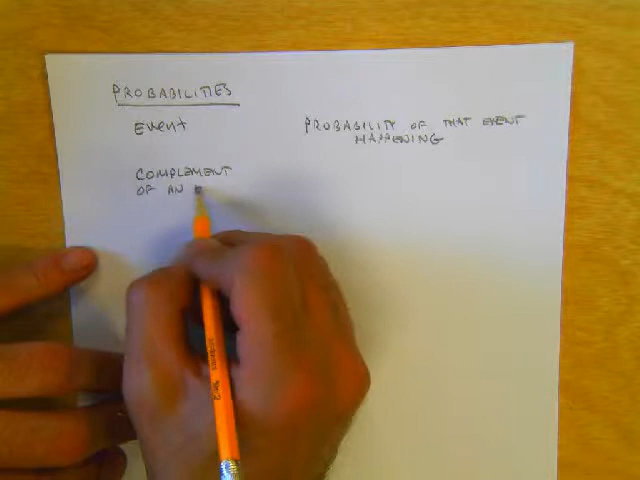 PROBABILITIES
Event
PROBABILITY OF THAT EVENT
HAPPENING
COMPLEMENT
OF AN